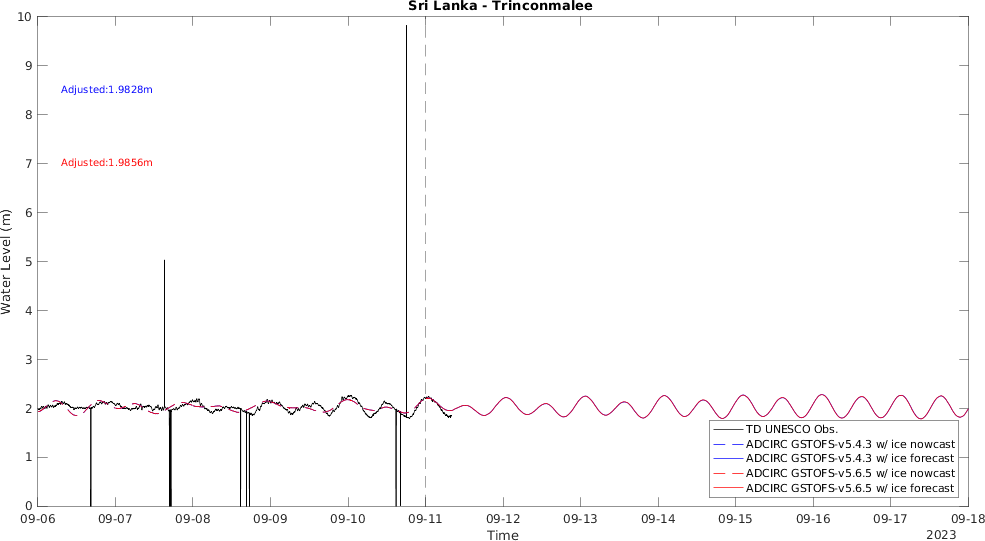 Sri Lanka - Trinconmalee
10
9
8
7
6
5
4
3
2
1
0
Water Level (m)
Adjusted:1.9828m
Adjusted:1.9856m
TD UNESCO Obs.
ADCIRC GSTOFS-v5.4.3 w/ ice nowcast
ADCIRC GSTOFS-v5.4.3 w/ ice forecast
ADCIRC GSTOFS-v5.6.5 w/ ice nowcast
ADCIRC GSTOFS-v5.6.5 w/ ice forecast
09-06 09-07 09-08 09-09 09-10 09-11 09-12 09-13 09-14 09-15 09-16 09-17 09-18
Time
2023